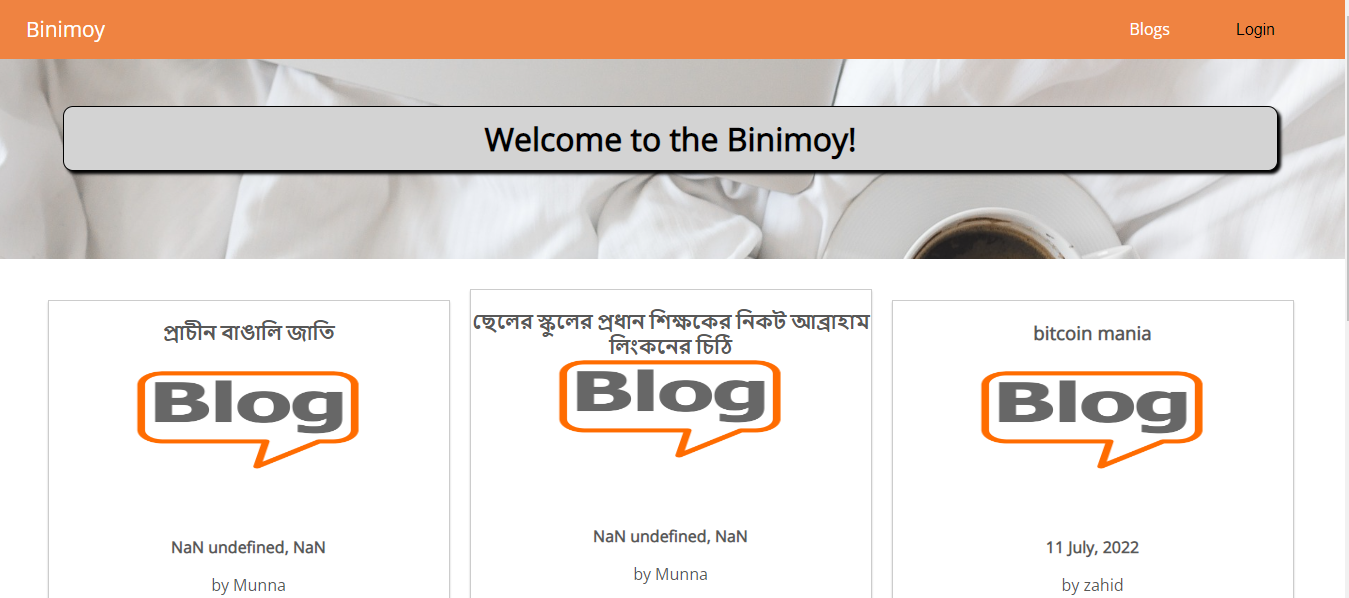 Binimoy
Blogs
Login
Welcome to the Binimoy!
প্রাচীন বাঙালি জাতি
Blog
NaN undefined, NaN
by Munna
ছেলের স্কুলের প্রধান শিক্ষকের নিকট আব্রাহাম
লিংকনের চিঠি
Blog
NaN undefined, NaN
by Munna
bitcoin mania
Blog
11 July, 2022
by zahid